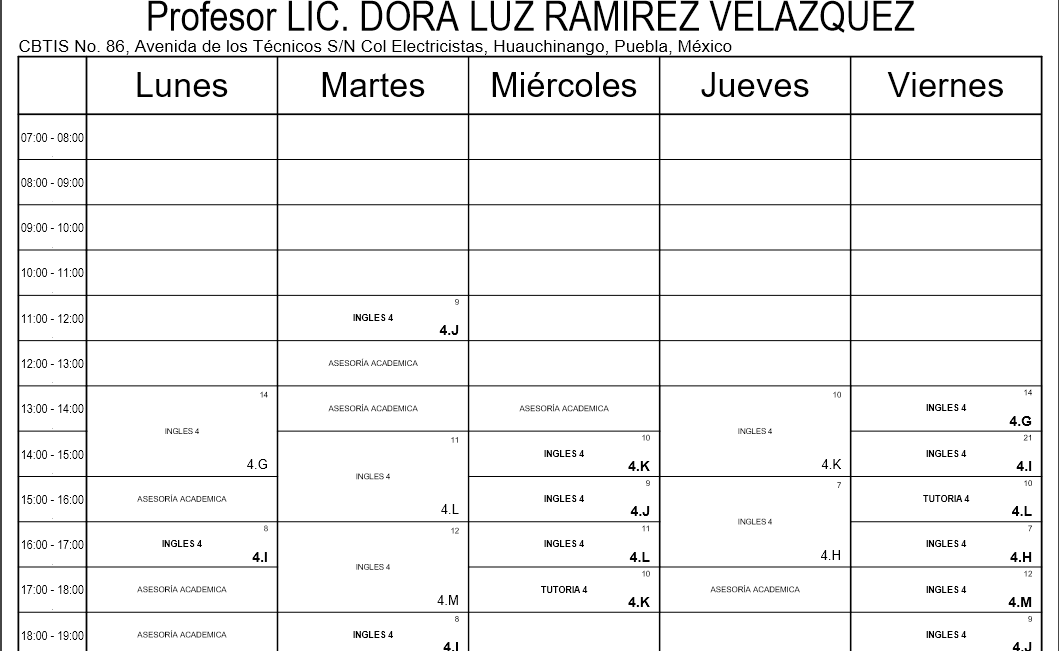 Profesor LIC. DORA LUZ RAMIREZ VELAZQUEZ
CBTIS No. 86, Avenida de los Técnicos S/N Col Electricistas, Huauchinango, Puebla, México
Lunes Martes Miércoles Jueves Viernes
07:00 - 08:00
08:00 - 09:00
09:00 - 10:00
10:00 - 11:00
9
11:00 - 12:00 INGLES 4
4.J
12:00 - 13:00 ASESORÍA ACADEMICA
14 10 14
13:00 - 14:00 ASESORÍA ACADEMICA ASESORÍA ACADEMICA INGLES 4
4.G
INGLES 4 INGLES 4
11 10 21
14:00 - 15:00 INGLES 4 INGLES 4
4.G 4.K 4.K 4.I
INGLES 4
9 7 10
15:00 - 16:00 ASESORÍA ACADEMICA INGLES 4 TUTORIA 4
4.L 4.J 4.L
INGLES 4
8 12 11 7
16:00 - 17:00 INGLES 4 INGLES 4 INGLES 4
4.I 4.L 4.H 4.H
INGLES 4
10 12
17:00 - 18:00 ASESORÍA ACADEMICA TUTORIA 4 ASESORÍA ACADEMICA INGLES 4
4.M 4.K 4.M
8 9
18:00 - 19:00 ASESORÍA ACADEMICA INGLES 4 INGLES 4
4.I 4.J